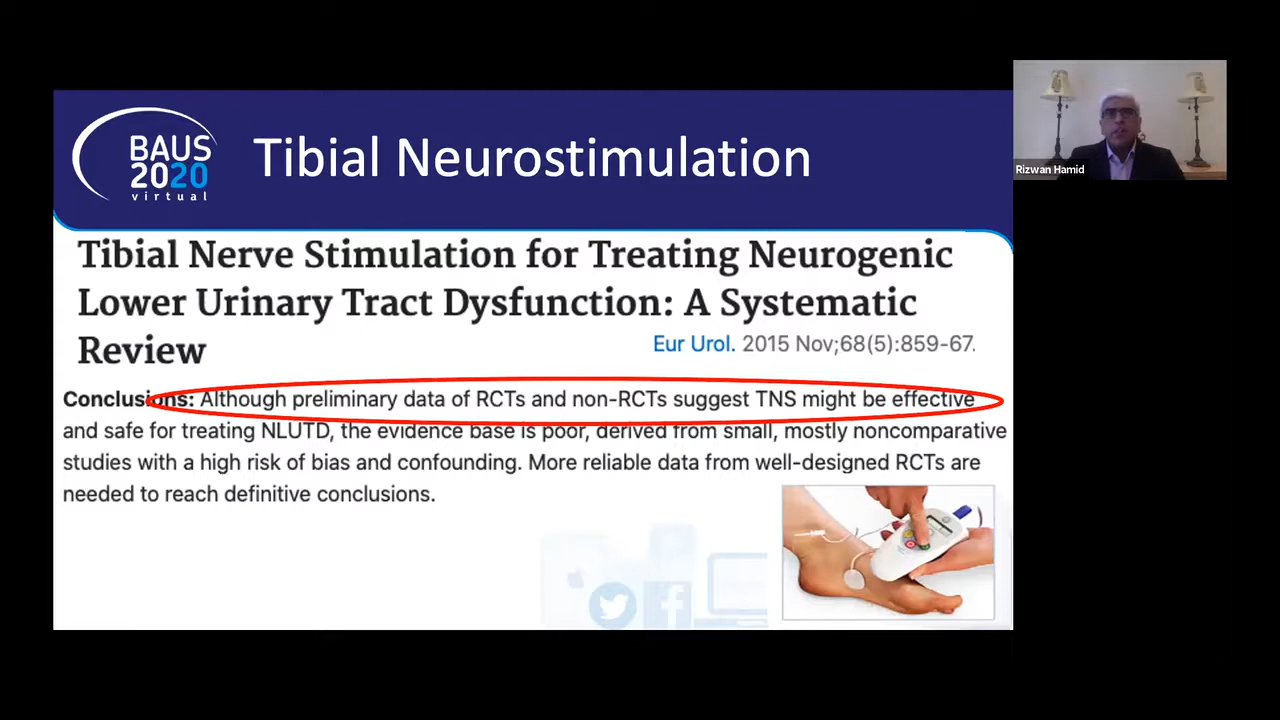 BAUS
2020
virtual
Tibial Neurostimulation
Rizwan Hamid
Tibial Nerve Stimulation for Treating Neurogenic
Lower Urinary Tract Dysfunction: A Systematic
Review
Eur Urol. 2015 Nov;68(5):859-67.
Conclusions: Although preliminary data of RCTs and non-RCTs suggest TNS might be effective
and safe for treating NLUTD, the evidence base is poor, derived from small, mostly noncomparative
studies with a high risk of bias and confounding. More reliable data from well-designed RCTs are
needed to reach definitive conclusions.